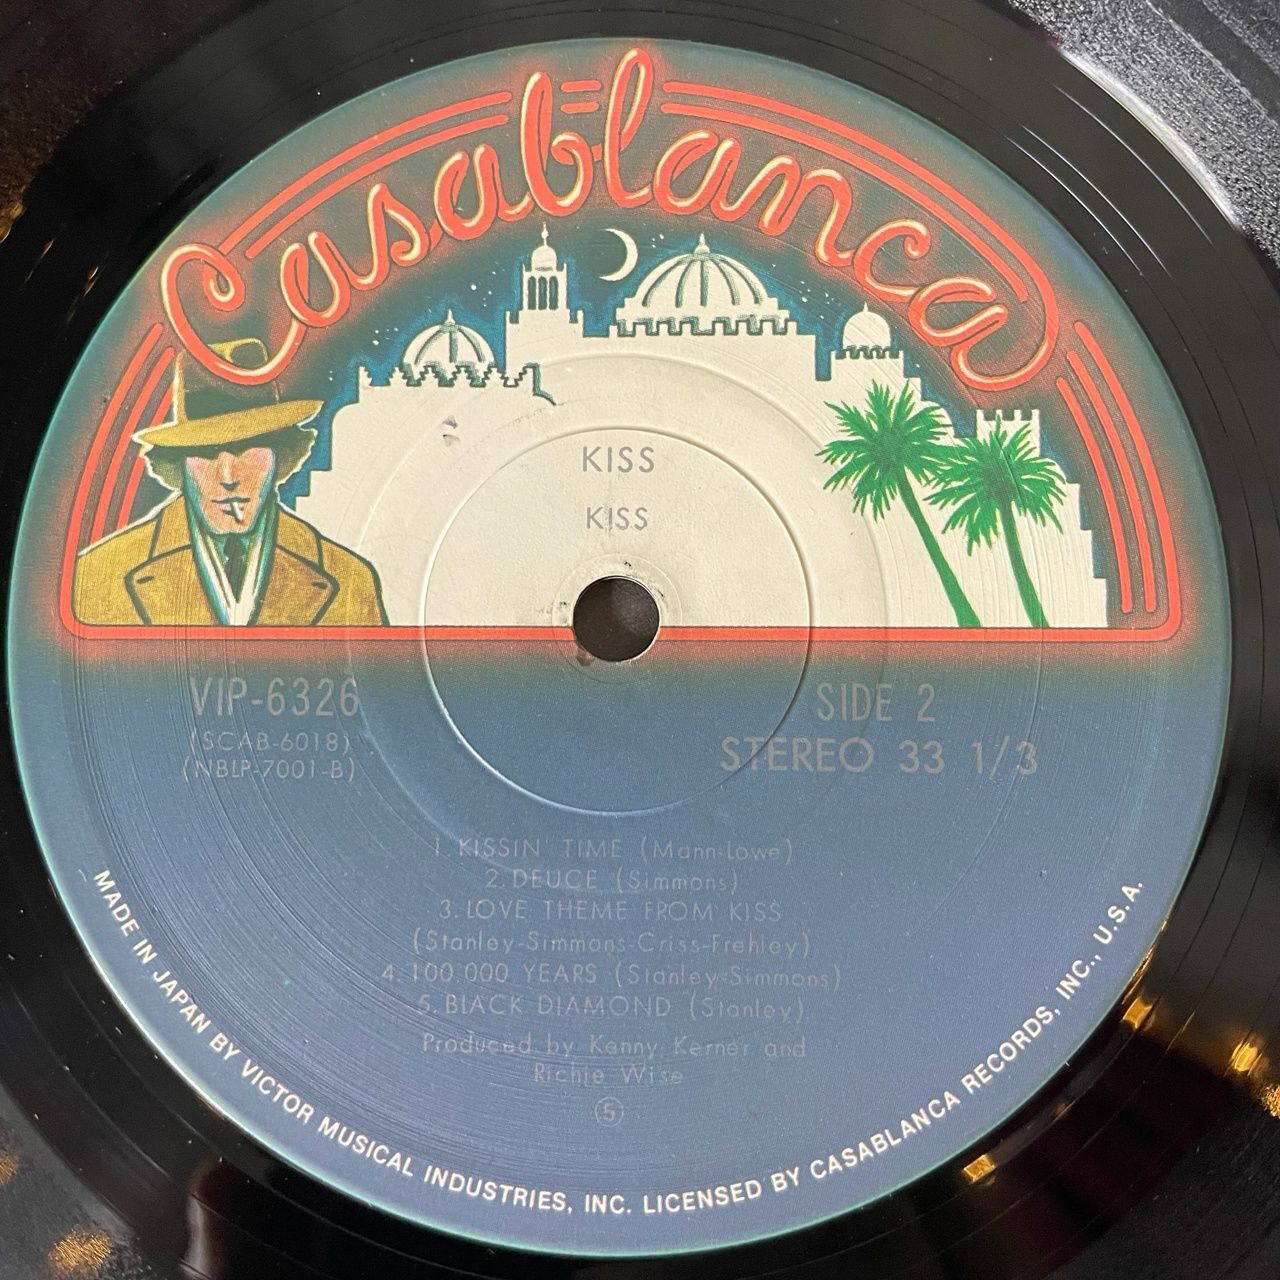 Casablanca
KISS
KISS
VIP-6326
(SCAB-6018)
(NBLP-7001-B)
SIDE 2
STEREO 33 1/3
1. KISSIN' TIME (Mann-Lowe)
2. DEUCE (Simmons)
3. LOVE THEME FROM KISS
(Stanley-Simmons-Criss-Frehley)
4. 100.000 YEARS (Stanley-Simmons)
5. BLACK DIAMOND (Stanley)
Produced by Kenny Kerner and
Richie Wise
⑤
MADE IN JAPAN BY VICTOR MUSICAL INDUSTRIES, INC. LICENSED BY CASABLANCA RECORDS, INC., U.S.A.